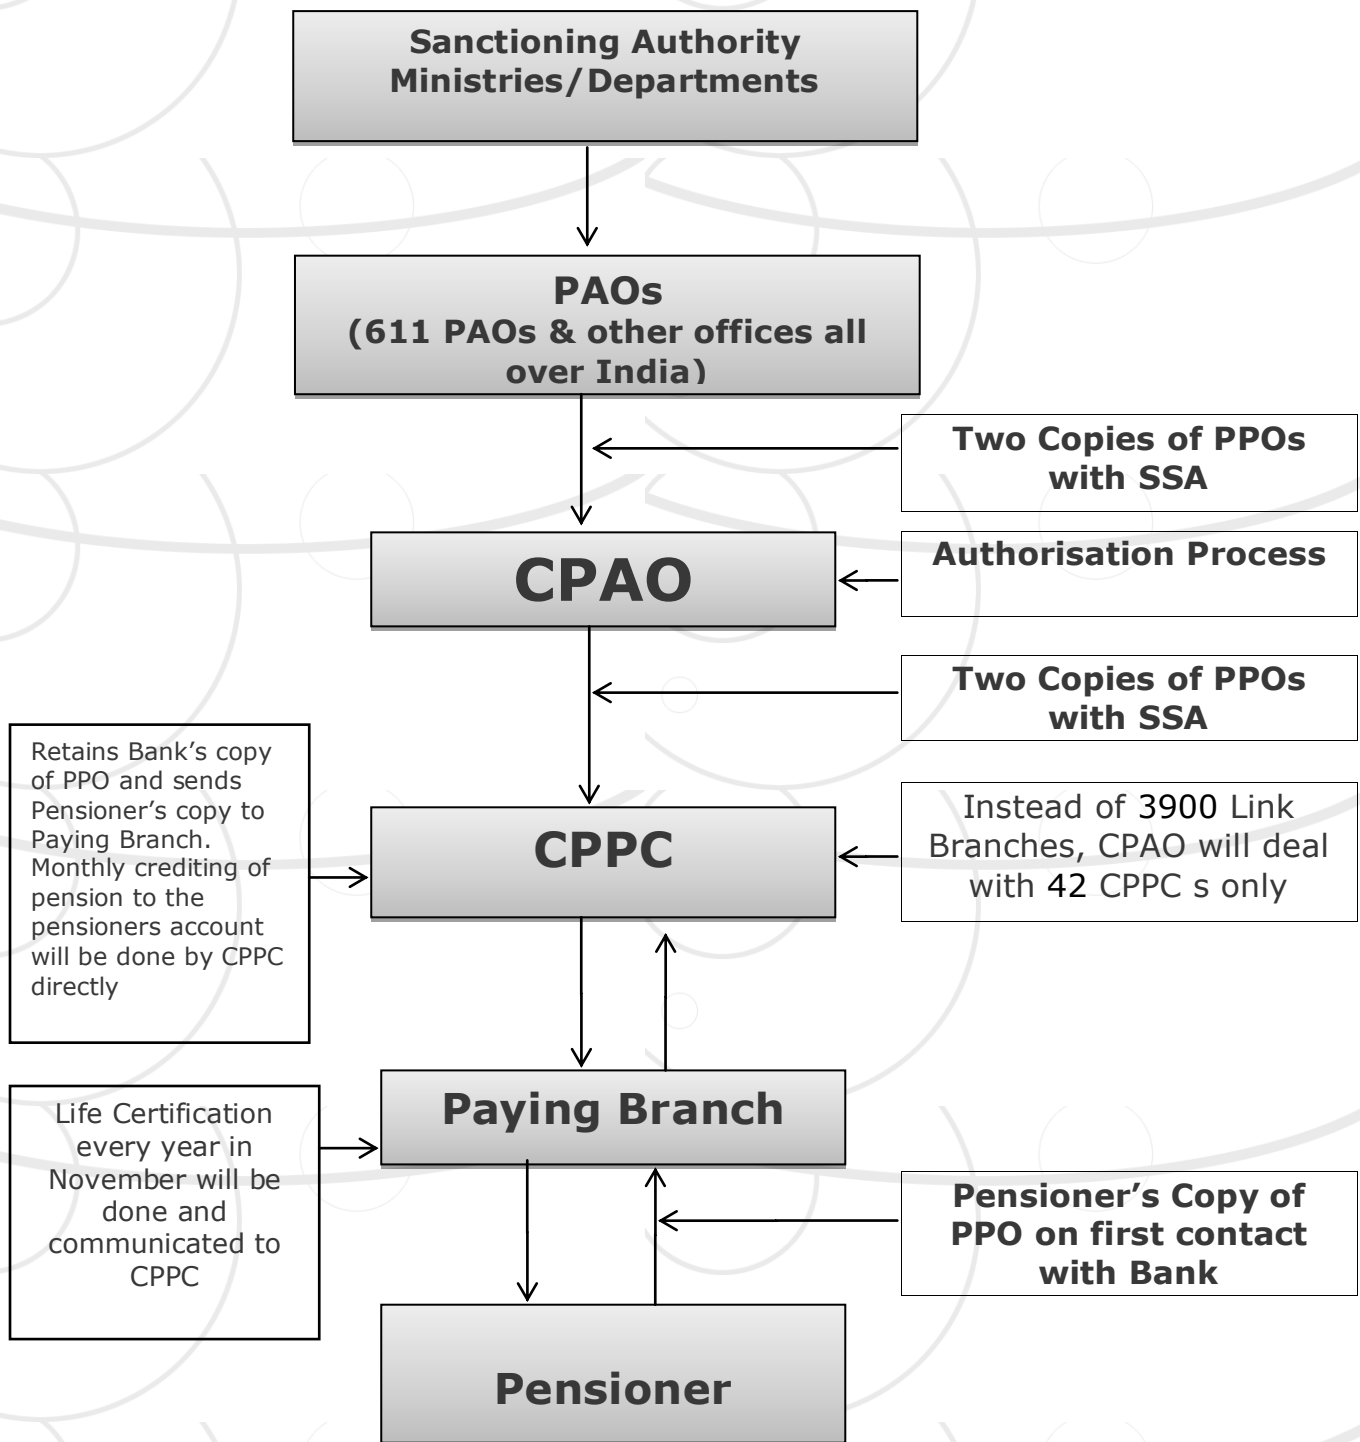 Sanctioning Authority
Ministries/Departments
PAOs
(611 PAOs & other offices all
over India)
Two Copies of PPOs
with SSA
CPAO
Authorisation Process
Two Copies of PPOs
with SSA
Retains Bank’s copy
of PPO and sends
Pensioner’s copy to
Paying Branch.
Monthly crediting of
pension to the
pensioners account
will be done by CPPC
directly
CPPC
Instead of 3900 Link
Branches, CPAO will deal
with 42 CPPC s only
Paying Branch
Life Certification
every year in
November will be
done and
communicated to
CPPC
Pensioner’s Copy of
PPO on first contact
with Bank
Pensioner